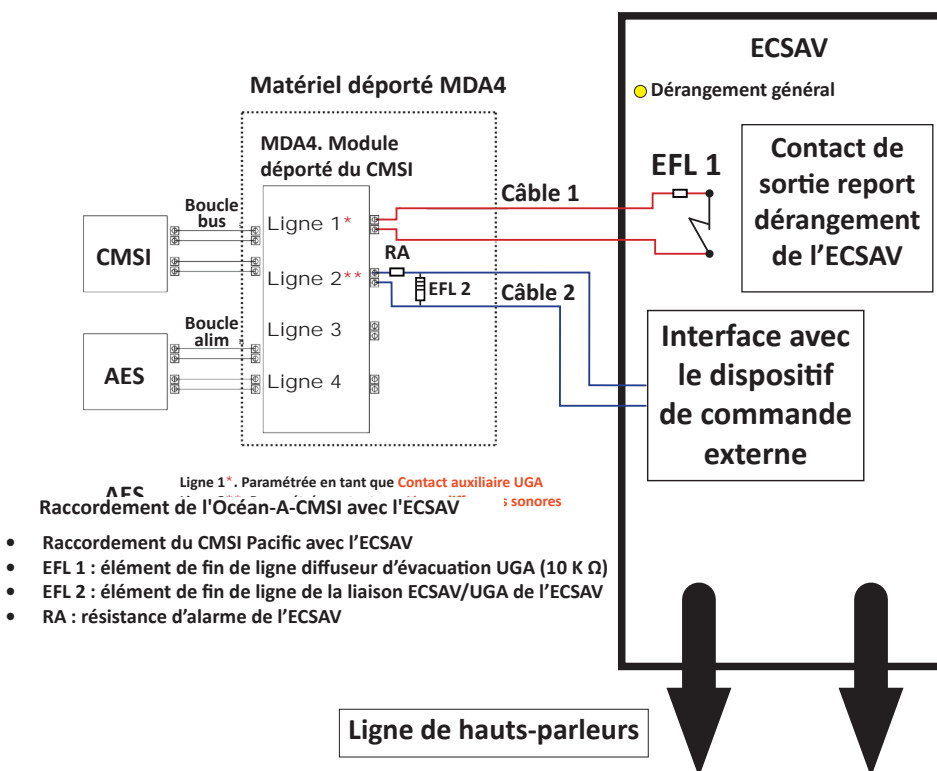 ECSAV
Dérangement général
Matériel déporté MDA4
MDA4. Module
déporté du CMSI
EFL 1
Contact de
sortie report
dérangement
de l’ECSAV
Câble 1
Boucle
bus
Ligne 1*
CMSI
RA
Ligne 2**
EFL 2
Câble 2
Boucle
alim
Ligne 3
AES
Ligne 4
Interface avec
le dispositif
de commande
externe
Ligne 1*. Paramétrée en tant que Contact auxiliaire UGA
AES
sonores
Raccordement de l'Océan-A-CMSI avec l'ECSAV
• Raccordement du CMSI Pacific avec l’ECSAV
• EFL 1 : élément de fin de ligne diffuseur d’évacuation UGA (10 K Ω)
• EFL 2 : élément de fin de ligne de la liaison ECSAV/UGA de l’ECSAV
• RA : résistance d’alarme de l’ECSAV
Ligne de hauts-parleurs